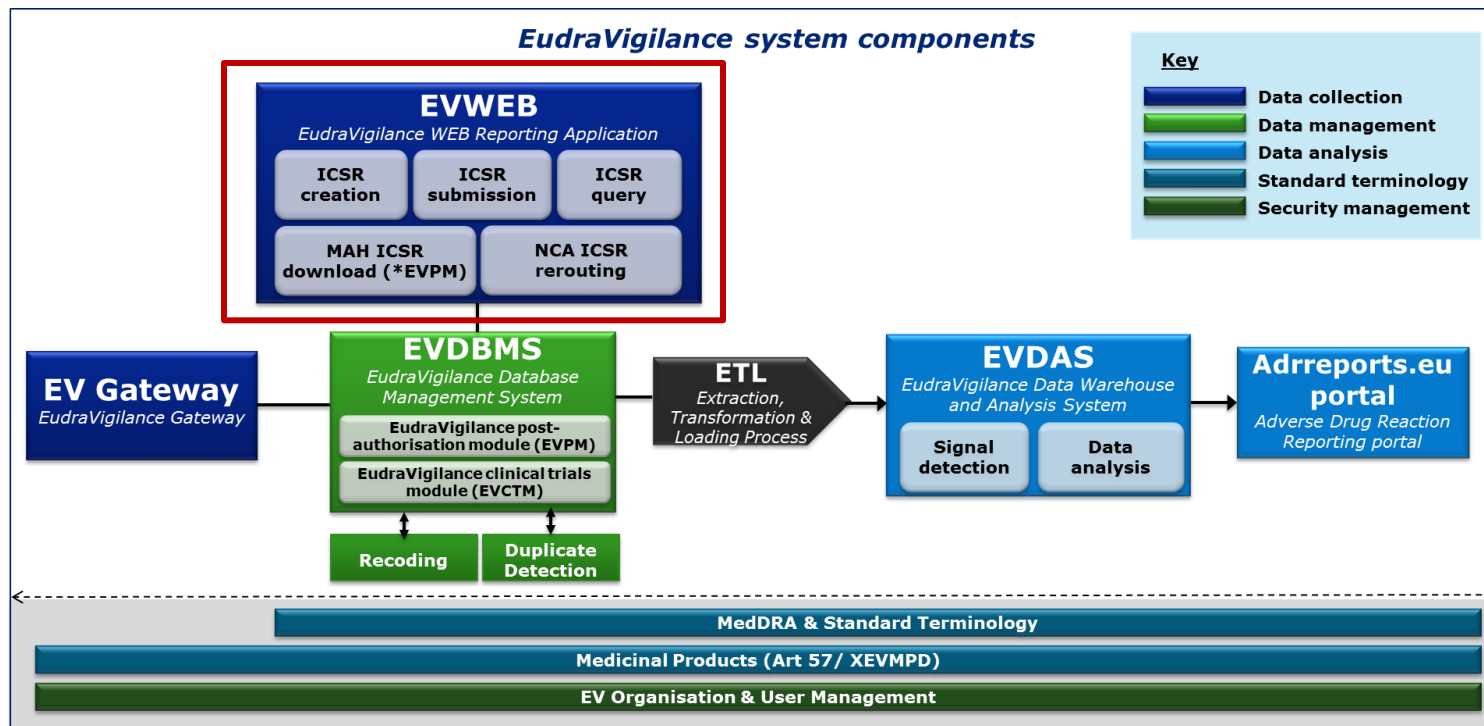 EudraVigilance system components
Key
Data collection
Data management
Data analysis
Standard terminology
Security management
EVWEB
EudraVigilance WEB Reporting Application
ICSR
creation
ICSR
submission
ICSR
query
MAH ICSR
download (*EVPM)
NCA ICSR
rerouting
EV Gateway
EudraVigilance Gateway
EVDBMS
EudraVigilance Database
Management System
EudraVigilance post-
authorisation module (EVPM)
EudraVigilance clinical trials
module (EVCTM)
Recoding
Duplicate
Detection
ETL
Extraction,
Transformation &
Loading Process
EVDAS
EudraVigilance Data Warehouse
and Analysis System
Signal
detection
Data
analysis
Adrreports.eu
portal
Adverse Drug Reaction
Reporting portal
MedDRA & Standard Terminology
Medicinal Products (Art 57/ XEVMPD)
EV Organisation & User Management